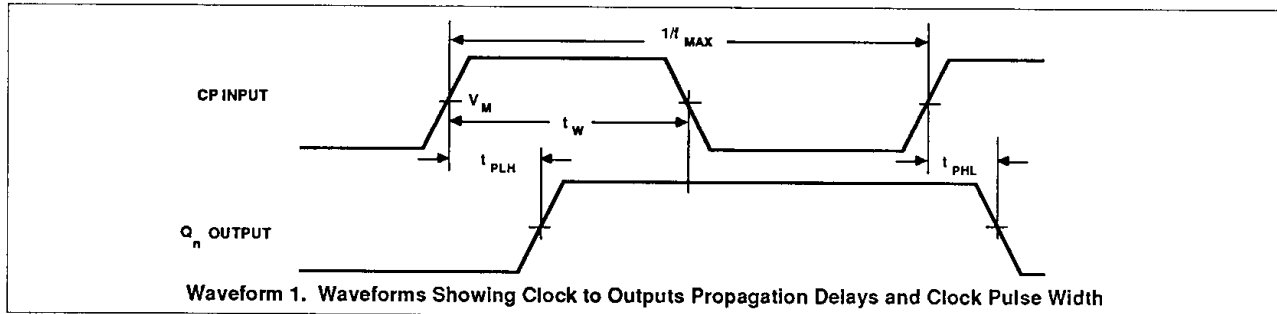 1/f MAX
CP INPUT
V M
t W
t PLH
t PHL
Q n OUTPUT
Waveform 1. Waveforms Showing Clock to Outputs Propagation Delays and Clock Pulse Width